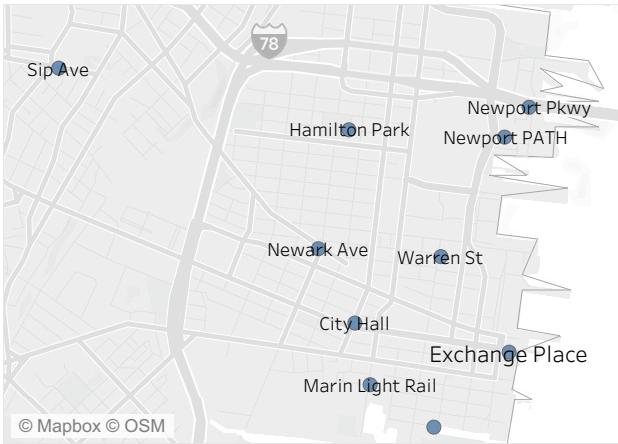 78
Sip Ave
Newport Pkwy
Hamilton Park
Newport PATH
Newark Ave
Warren St
City Hall
Exchange Place
Marin Light Rail
© Mapbox © OSM